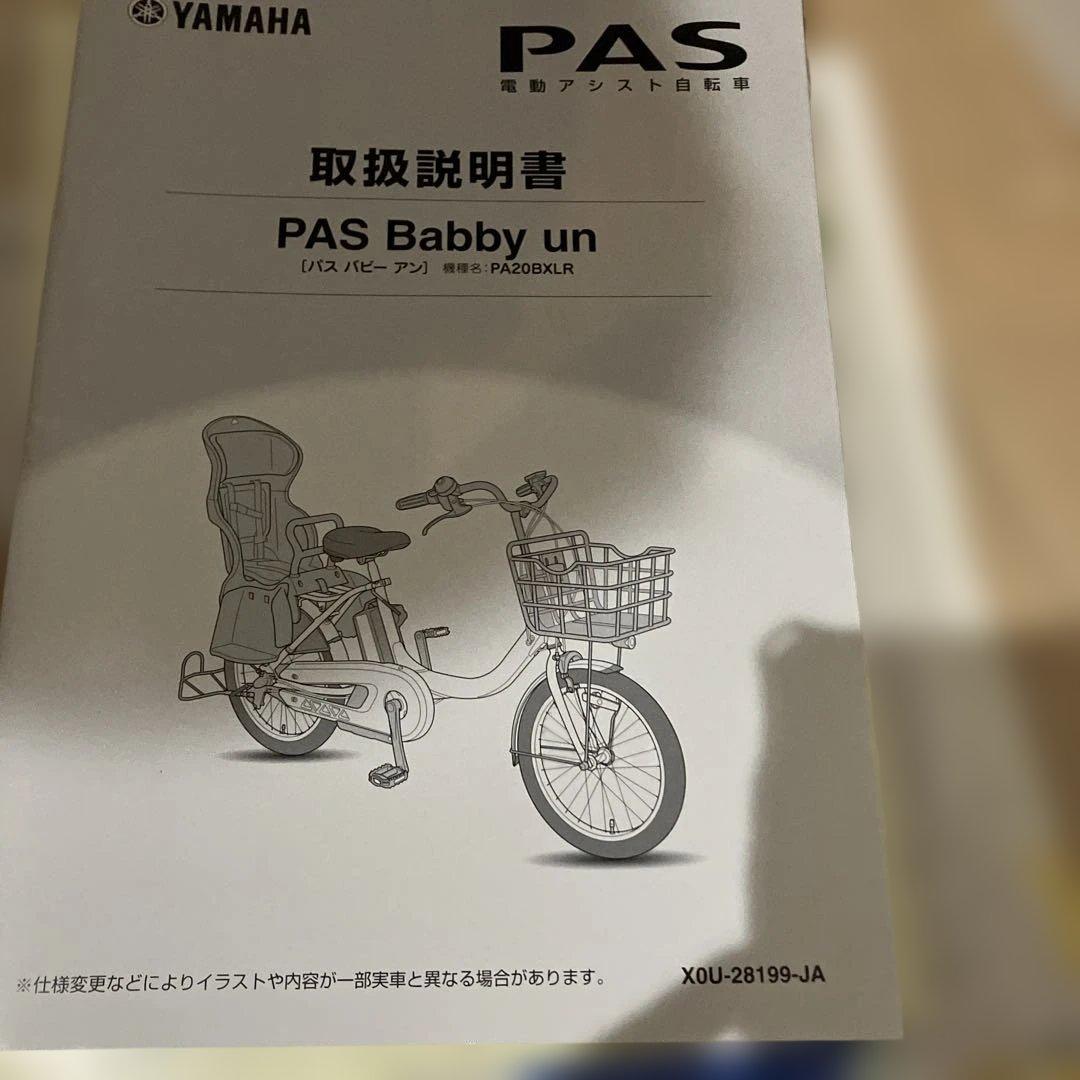 YAMAHA
PAS
電動アシスト自転車
取扱説明書
PAS Babby un
[パス バビー アン] 機種名:PA20BXLR
※仕様変更などによりイラストや内容が一部実車と異なる場合があります。
X0U-28199-JA